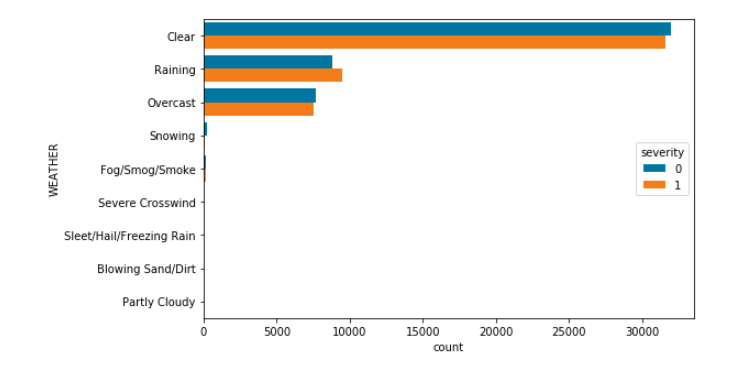 Clear
Raining
Overcast
Snowing
Fog/Smog/Smoke
Severe Crosswind
Sleet/Hail/Freezing Rain
Blowing Sand/Dirt
Partly Cloudy
WEATHER
severity
0
1
0 5000 10000 15000 20000 25000 30000
count